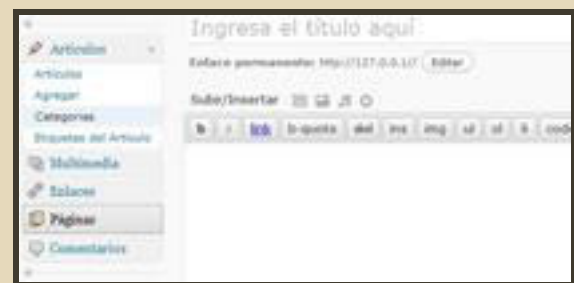 Artículos
Artículos
Agregar
Categorías
Etiquetas del Artículo
Multimedia
Enlaces
Páginas
Comentarios
Ingresa el título aquí
Enlace permanente: http://127.0.0.1/ Editar
Subir/Insertar
b i link b-quote del ins img ul ol li code